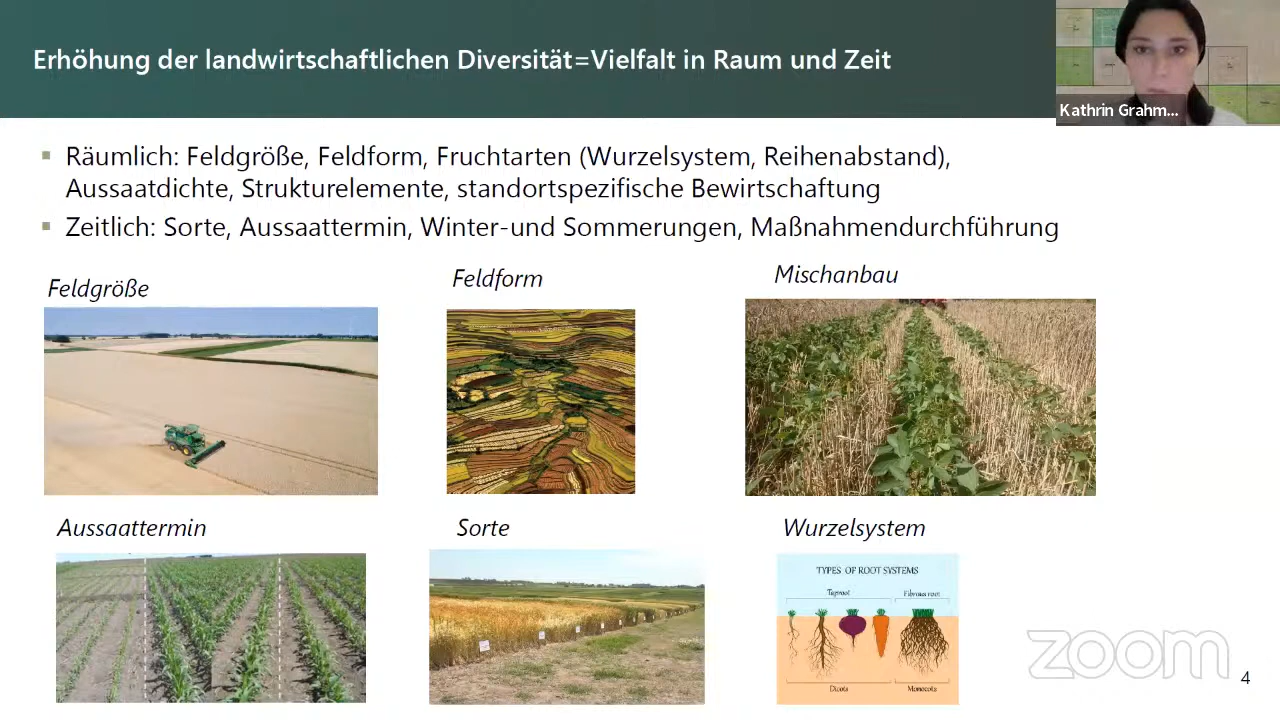 Erhöhung der landwirtschaftlichen Diversität=Vielfalt in Raum und Zeit
Kathrin Grahm...
Räumlich: Feldgröße, Feldform, Fruchtarten (Wurzelsystem, Reihenabstand),
Aussaatdichte, Strukturelemente, standortspezifische Bewirtschaftung
Zeitlich: Sorte, Aussaattermin, Winter-und Sommerungen, Maßnahmendurchführung
Feldgröße
Feldform
Mischanbau
Aussaattermin
Sorte
Wurzelsystem
TYPES OF ROOT SYSTEMS
Taproot
Fibrous root
Dicots
Monocots
zoom
4